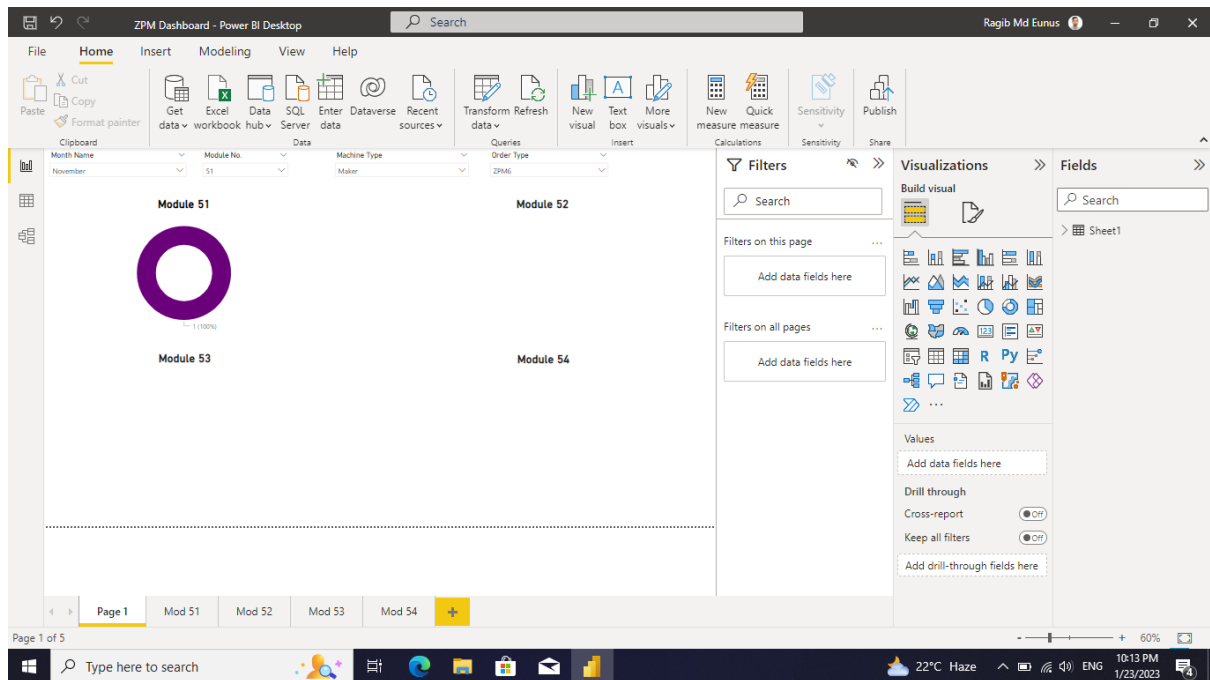 ZPM Dashboard - Power BI Desktop
Search
Ragib Md Eunus
File Home Insert Modeling View Help
Paste
Cut
Copy
Format painter
Clipboard
Get data
Excel workbook
Data hub
SQL Server
Enter data
Dataverse
Recent sources
Data
Transform data
Refresh
Queries
New visual
Text box
More visuals
Insert
New measure
Quick measure
Calculations
Sensitivity
Sensitivity
Publish
Share
Month Name
November
Module No.
51
Machine Type
Maker
Order Type
ZPM6
Module 51
Module 52
1 (100%)
Module 53
Module 54
Filters
Search
Filters on this page ...
Add data fields here
Filters on all pages ...
Add data fields here
Visualizations
Build visual
123
R Py
...
Values
Add data fields here
Drill through
Cross-report Off
Keep all filters Off
Add drill-through fields here
Fields
Search
Sheet1
Page 1 Mod 51 Mod 52 Mod 53 Mod 54 +
Page 1 of 5
- + 60%
Type here to search
22°C Haze
ENG
10:13 PM
1/23/2023
4